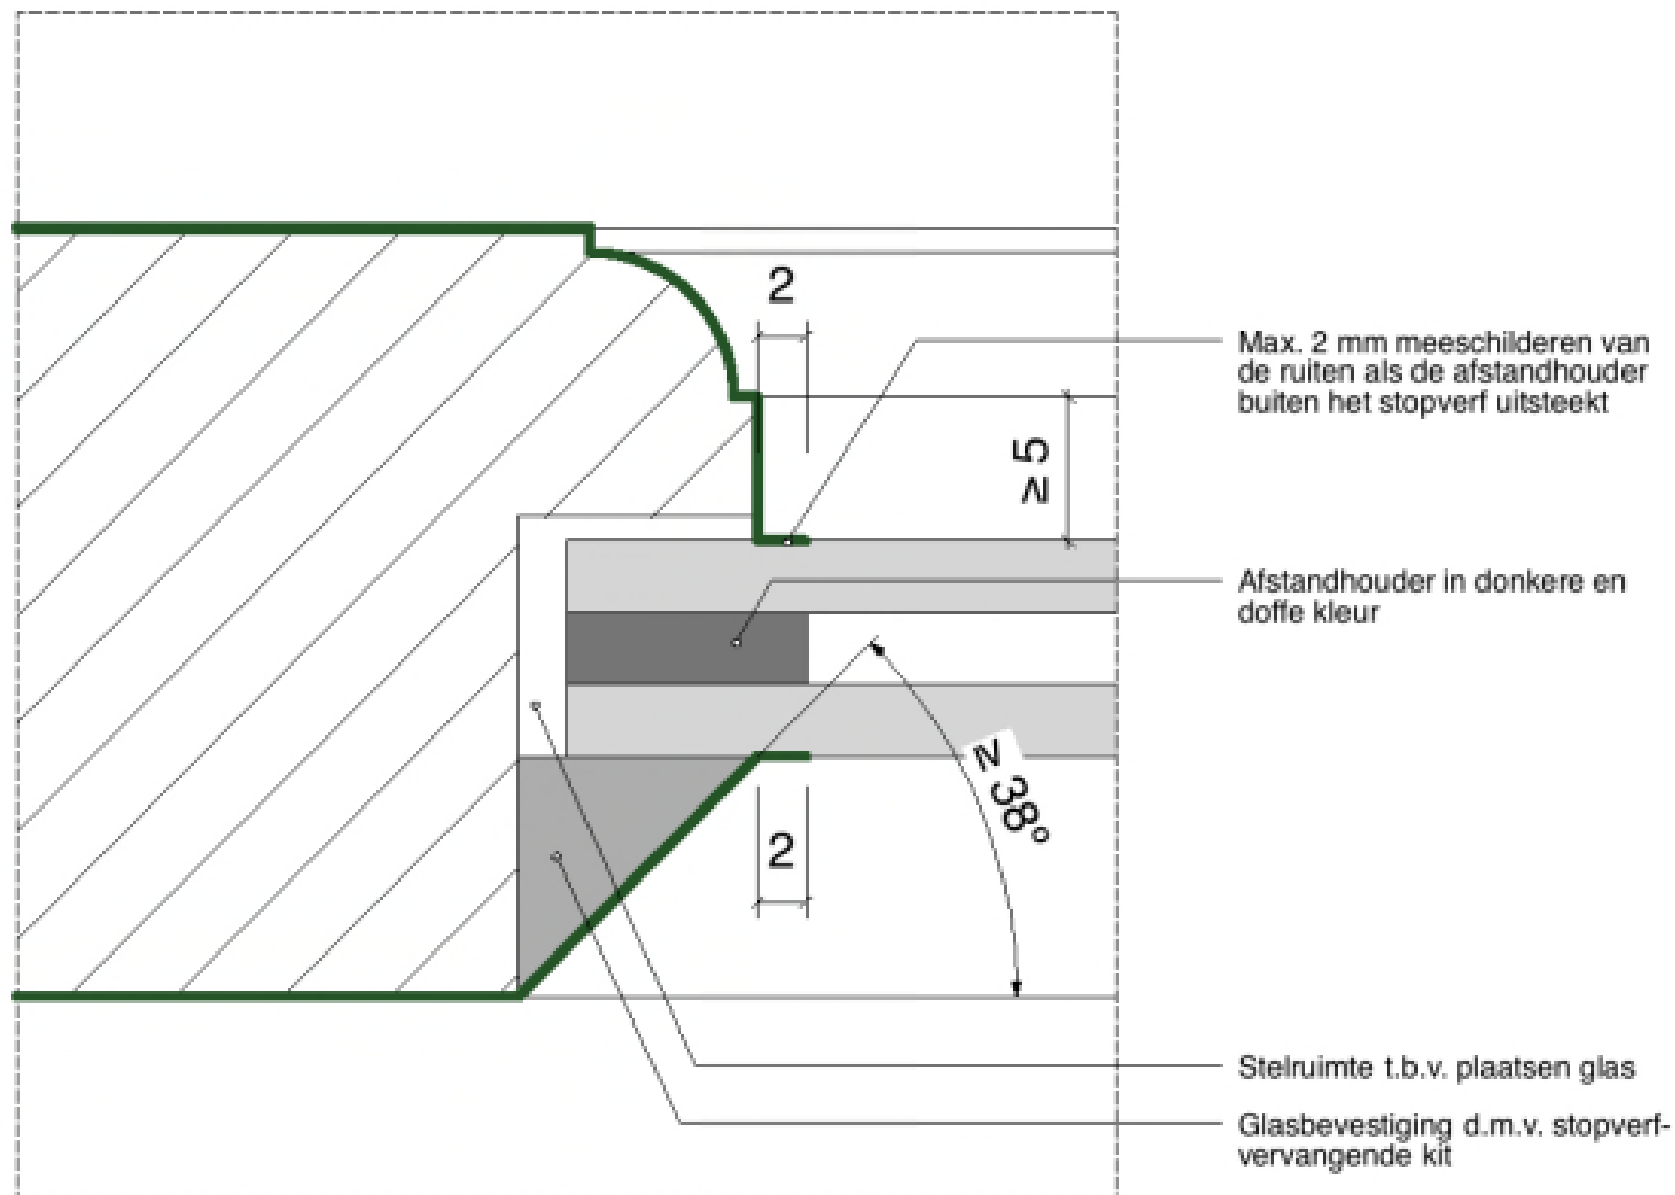 2
Max. 2 mm meeschilderen van
de ruiten als de afstandhouder
buiten het stopverf uitsteekt
≥ 5
Afstandhouder in donkere en
doffe kleur
≥ 38°
2
Stelruimte t.b.v. plaatsen glas
Glasbevestiging d.m.v. stopverf-
vervangende kit